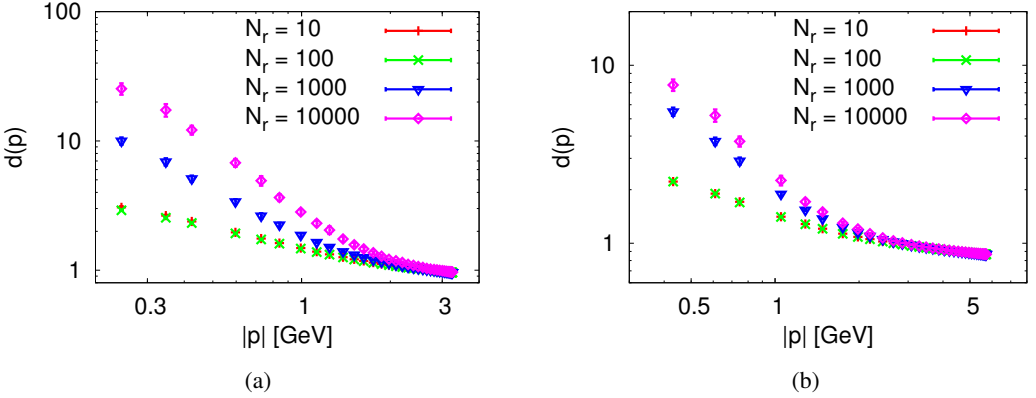 100
10
1
d(p)
0.3
1
3
|p| [GeV]
N_r = 10
N_r = 100
N_r = 1000
N_r = 10000
(a)
10
1
d(p)
0.5
1
5
|p| [GeV]
N_r = 10
N_r = 100
N_r = 1000
N_r = 10000
(b)